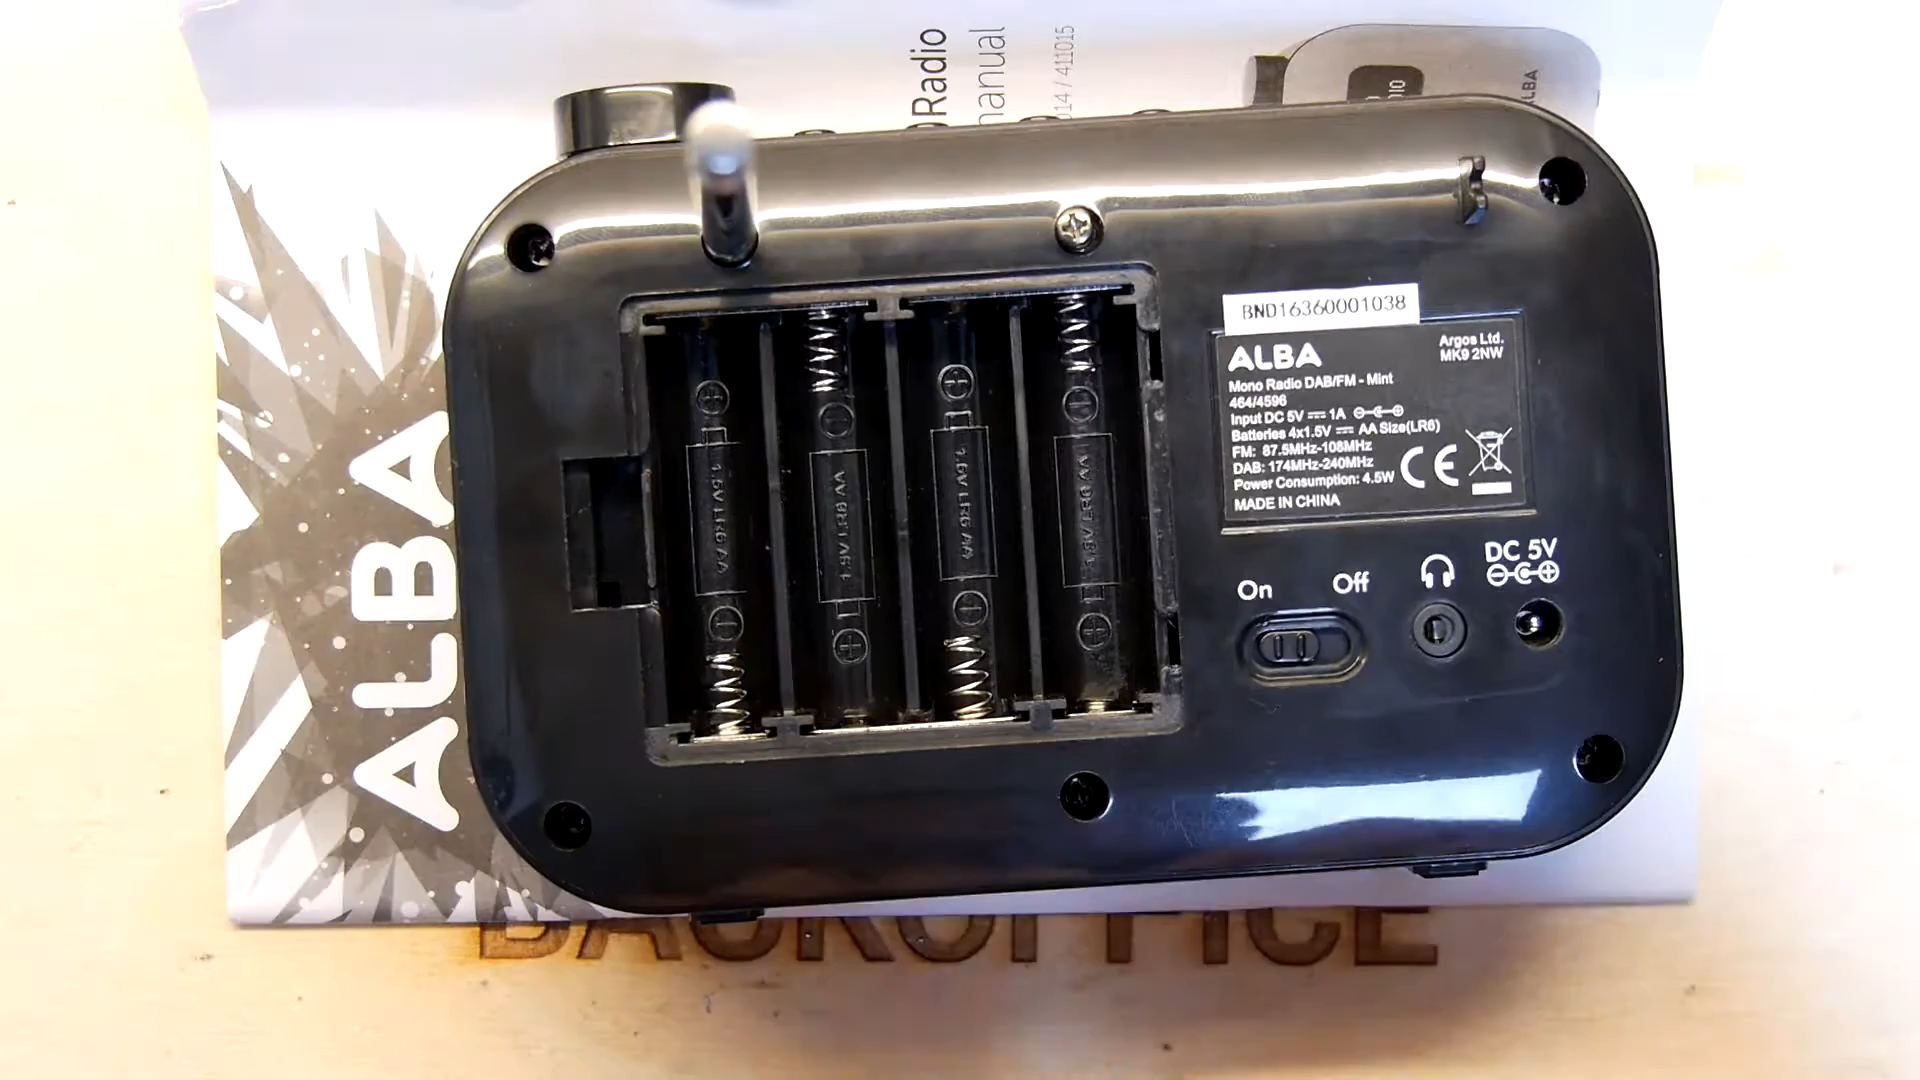 Radio
manual
14 / 411015
ALBA
BND16360001038
ALBA
Argos Ltd.
MK9 2NW
Mono Radio DAB/FM - Mint
464/4596
Input DC 5V 1A
Batteries 4x1.5V AA Size(LR6)
FM: 87.5MHz-108MHz
DAB: 174MHz-240MHz
Power Consumption: 4.5W
CE
MADE IN CHINA
1.5V LR6 AA
1.5V LR6 AA
1.5V LR6 AA
1.5V LR6 AA
On
Off
DC 5V
ALBA
BACKOFFICE